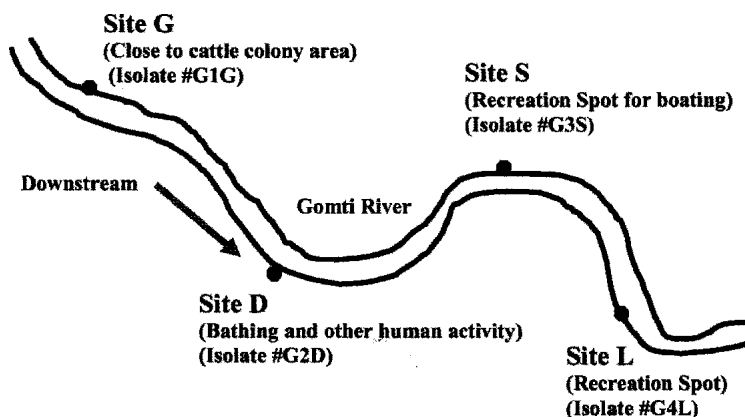 Site G
(Close to cattle colony area)
(Isolate #G1G)
Site S
(Recreation Spot for boating)
(Isolate #G3S)
Downstream
Gomti River
Site D
(Bathing and other human activity)
(Isolate #G2D)
Site L
(Recreation Spot)
(Isolate #G4L)